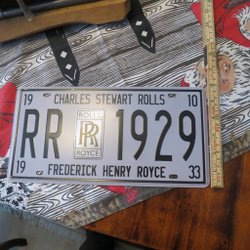 19 CHARLES STEWART ROLLS 10
RR ROLLS RR ROYCE 1929
19 FREDERICK HENRY ROYCE 33